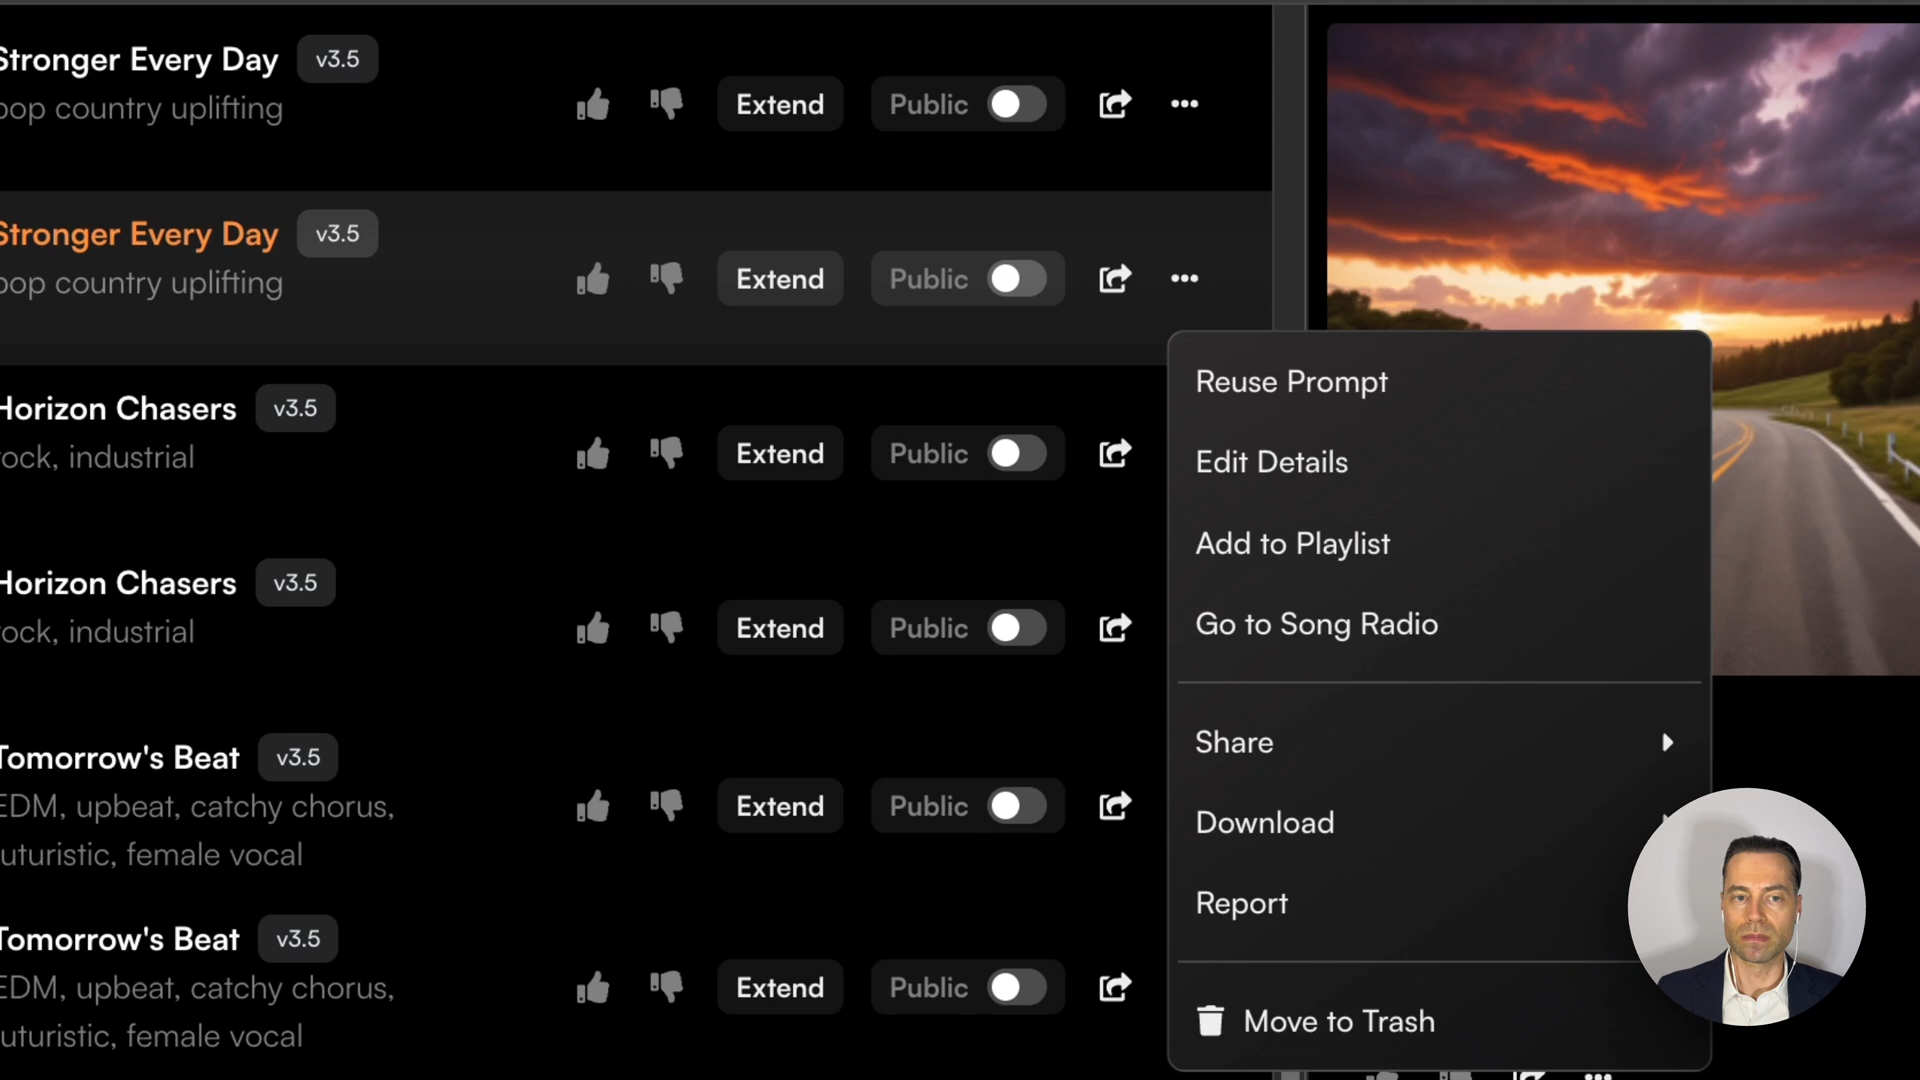 Stronger Every Day v3.5
pop country uplifting
Extend Public
Stronger Every Day v3.5
pop country uplifting
Extend Public
Horizon Chasers v3.5
rock, industrial
Extend Public
Horizon Chasers v3.5
rock, industrial
Extend Public
Tomorrow's Beat v3.5
EDM, upbeat, catchy chorus,
futuristic, female vocal
Extend Public
Tomorrow's Beat v3.5
EDM, upbeat, catchy chorus,
futuristic, female vocal
Extend Public
Reuse Prompt
Edit Details
Add to Playlist
Go to Song Radio
Share
Download
Report
Move to Trash